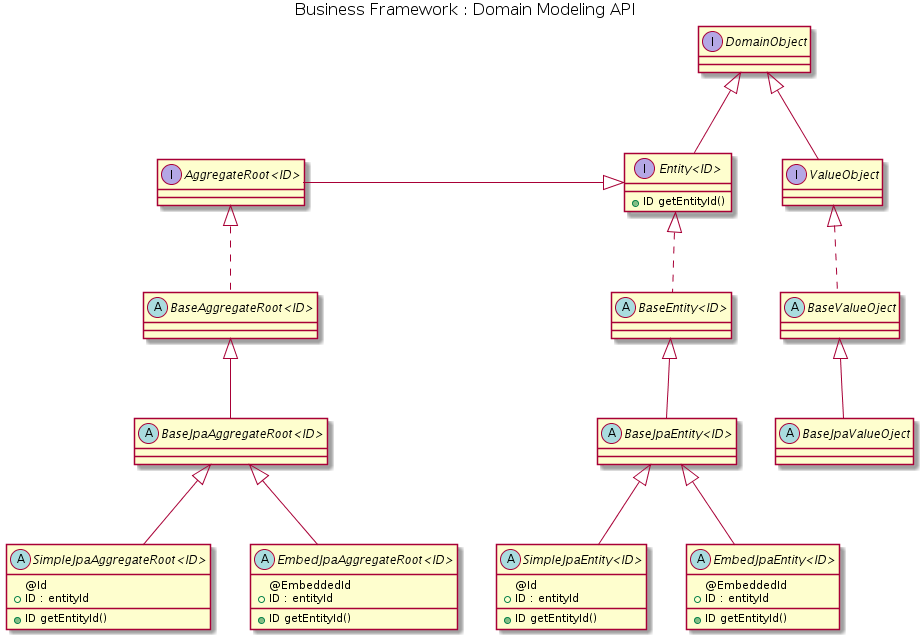 Business Framework : Domain Modeling API
I DomainObject
I AggregateRoot<ID>
I Entity<ID>
ID getEntityId()
I ValueObject
A BaseAggregateRoot<ID>
A BaseEntity<ID>
A BaseValueOject
A BaseJpaAggregateRoot<ID>
A BaseJpaEntity<ID>
A BaseJpaValueOject
A SimpleJpaAggregateRoot<ID>
@Id
ID : entityId
ID getEntityId()
A EmbedJpaAggregateRoot<ID>
@EmbeddedId
ID : entityId
ID getEntityId()
A SimpleJpaEntity<ID>
@Id
ID : entityId
ID getEntityId()
A EmbedJpaEntity<ID>
@EmbeddedId
ID : entityId
ID getEntityId()